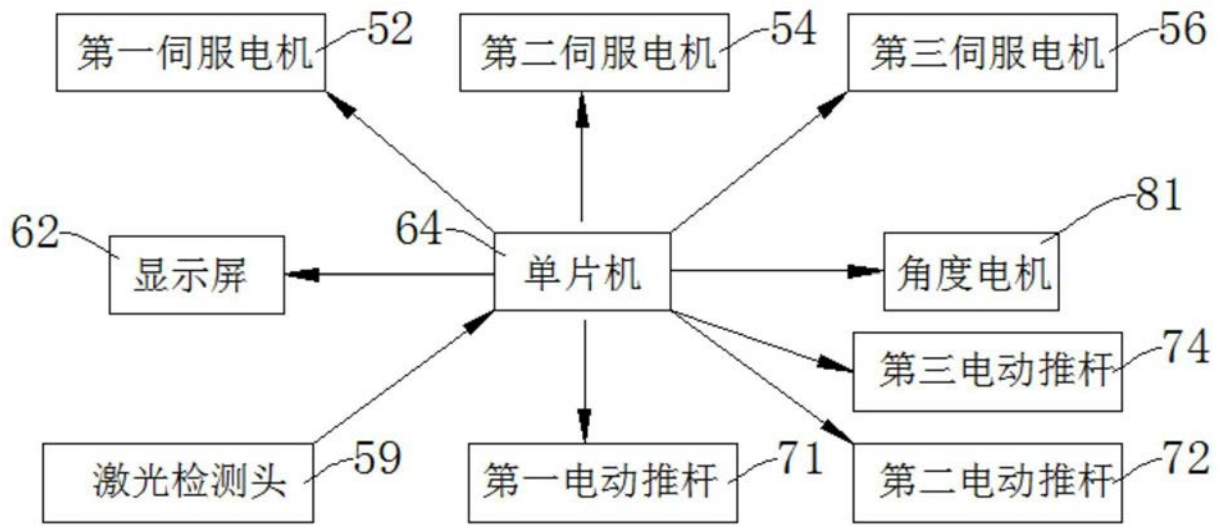 第一伺服电机 52
第二伺服电机 54
第三伺服电机 56
62 显示屏
64 单片机
角度电机 81
第三电动推杆 74
激光检测头 59
第一电动推杆 71
第二电动推杆 72